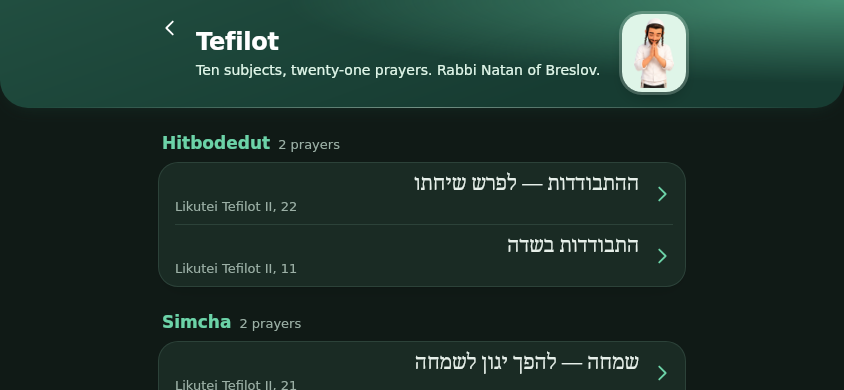 Tefilot
Ten subjects, twenty-one prayers. Rabbi Natan of Breslov.
Hitbodedut 2 prayers
ההתבודדות — לפרש שיחתו
Likutei Tefilot II, 22
התבודדות בשדה
Likutei Tefilot II, 11
Simcha 2 prayers
שמחה — להפך יגון לשמחה
Likutei Tefilot II, 21